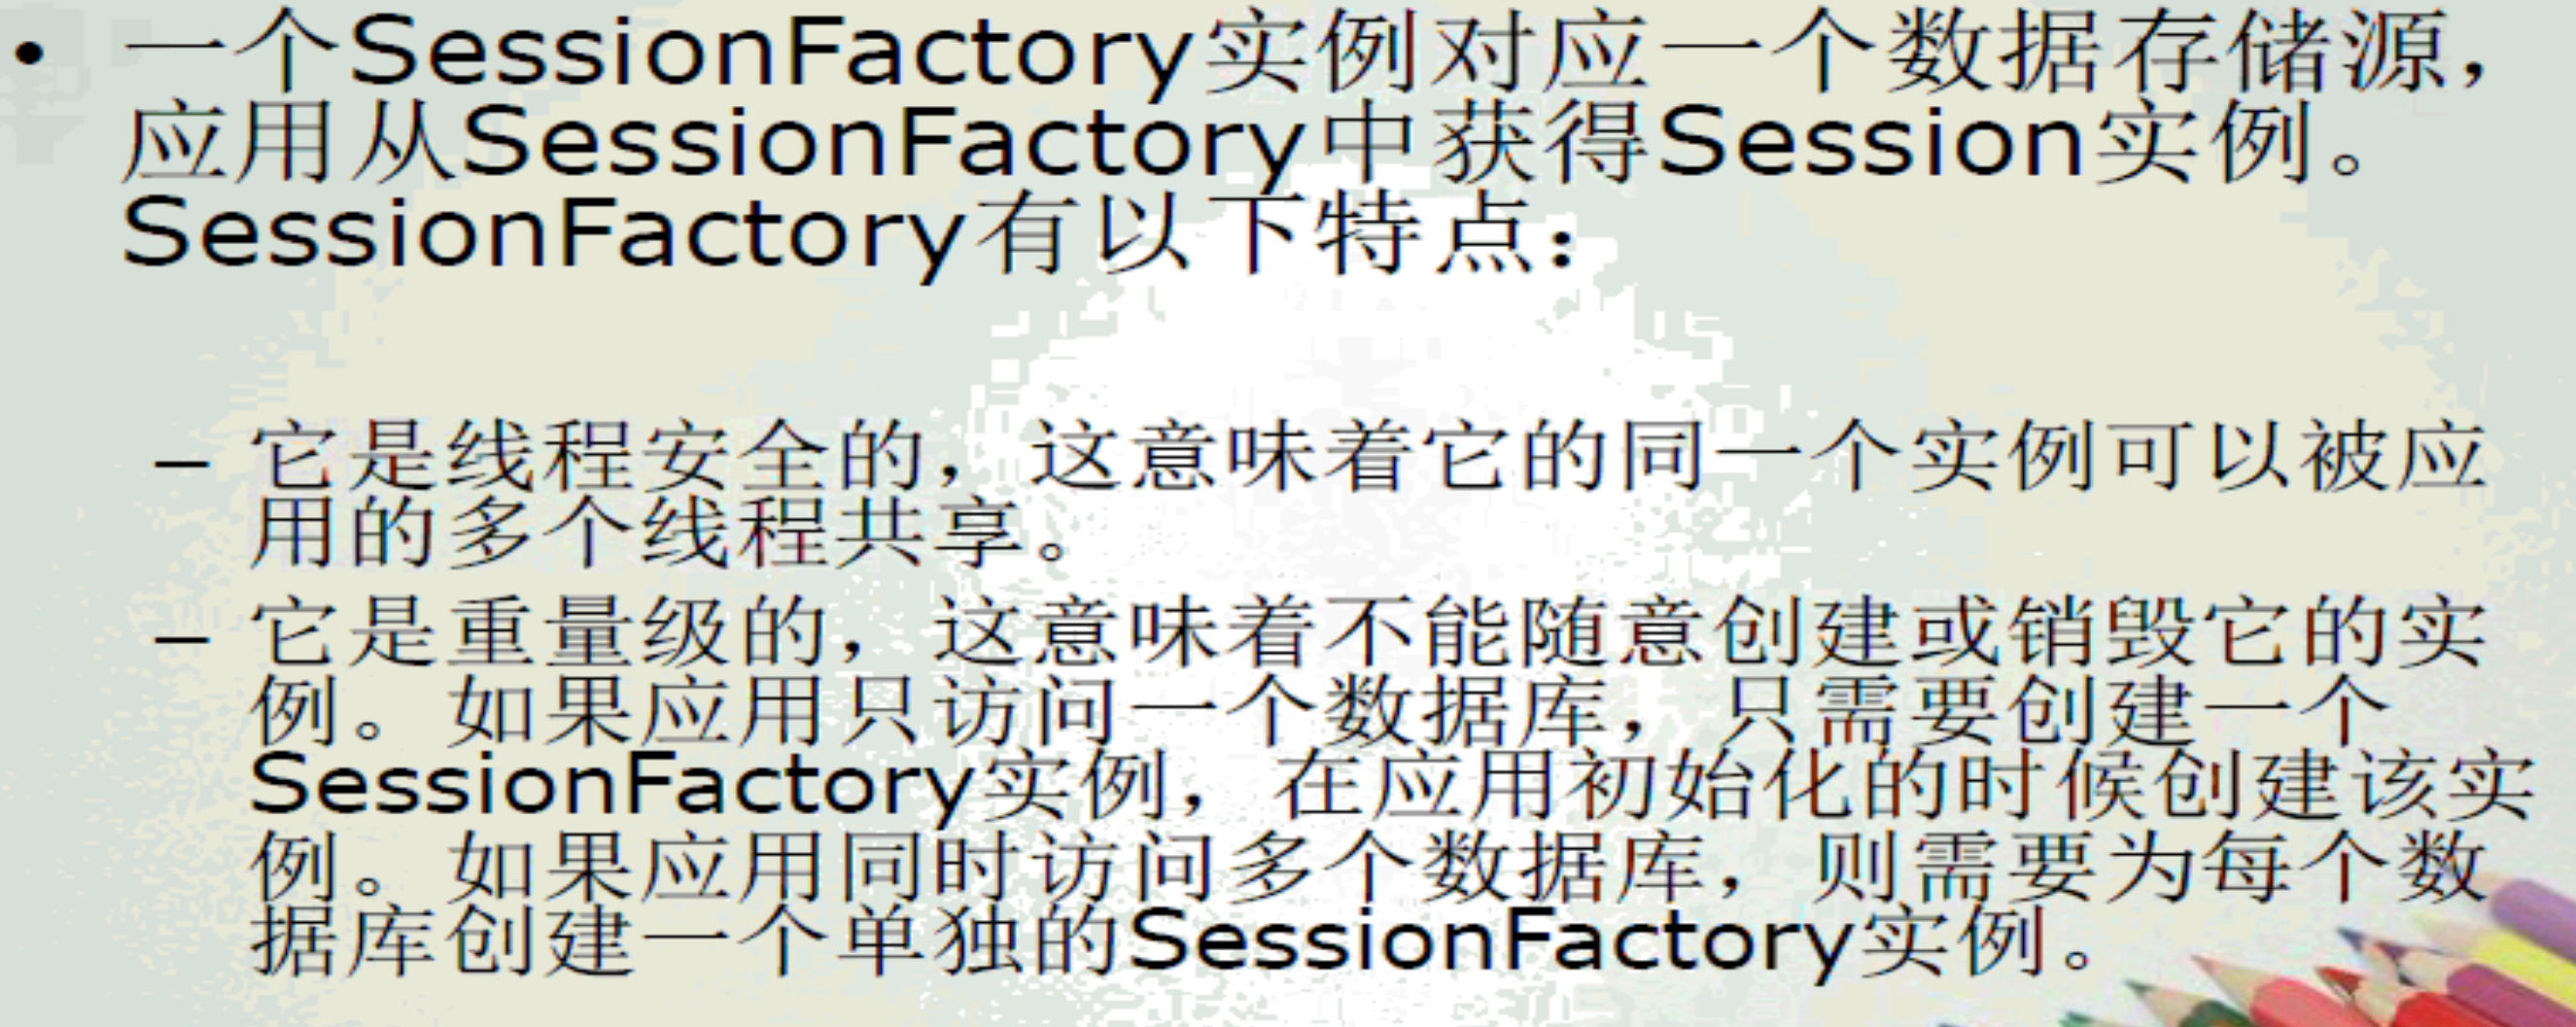 • 一个SessionFactory实例对应一个数据存储源，
应用从SessionFactory中获得Session实例。
SessionFactory有以下特点：
– 它是线程安全的，这意味着它的同一个实例可以被应
用的多个线程共享。
– 它是重量级的，这意味着不能随意创建或销毁它的实
例。如果应用只访问一个数据库，只需要创建一个
SessionFactory实例，在应用初始化的时候创建该实
例。如果应用同时访问多个数据库，则需要为每个数
据库创建一个单独的SessionFactory实例。